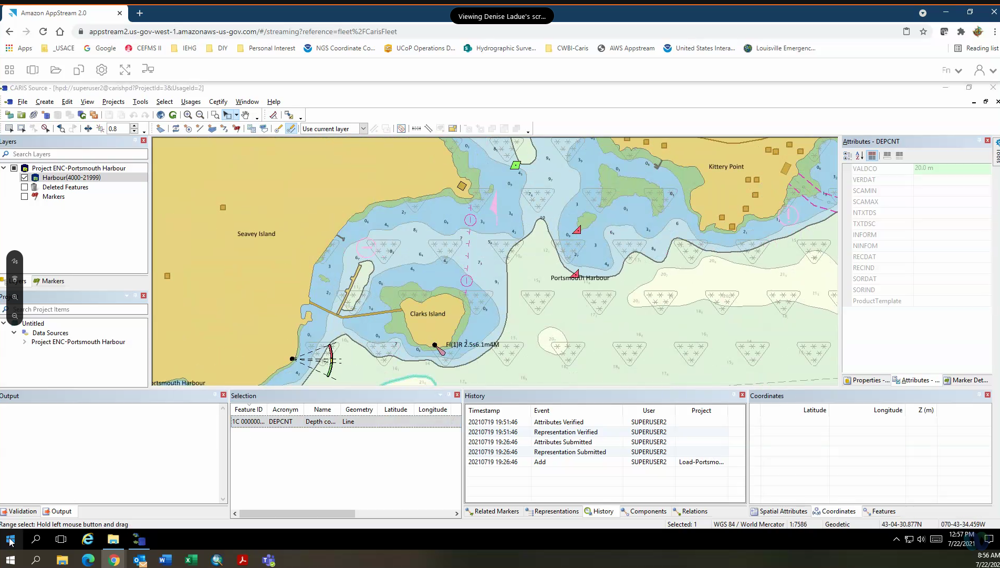 Amazon AppStream 2.0
Viewing Denise Ladue's scr...
appstream2.us-gov-west-1.amazonaws-us-gov.com/#/streaming?reference=fleet%2FCarisFleet
Apps _USACE Google CEFMS II IEHG DIY Personal Interest NGS Coordinate Co... UCoP Operations D... Hydrographic Surve... CWBI-Caris AWS Appstream United States Intera... Louisville Emergenc... Reading list
Fn
CARIS Source - [hpd://superuser2@carishpd?ProjectId=3&UsageId=2]
File Create Edit View Projects Tools Select Usages Certify Window Help
0.8 Use current layer
Layers
Search Layers
Project ENC-Portsmouth Harbour
Harbour(4000-21999)
Deleted Features
Markers
Layers Markers
Search Project Items
Untitled
Data Sources
Project ENC-Portsmouth Harbour
Seavey Island
Kittery Point
Portsmouth Harbour
Clarks Island
Fl(1)R 2.5s6.1m4M
rtsmouth Harbour
Attributes - DEPCNT
Tools
VALDCO 20.0 m
VERDAT
SCAMIN
SCAMAX
NTXTDS
TXTDSC
INFORM
NINFOM
RECDAT
RECIND
SORDAT
SORIND
ProductTemplate
Properties -... Attributes - ... Marker Det...
Output
Validation Output
Selection
Feature ID Acronym Name Geometry Latitude Longitude
1C 000000... DEPCNT Depth co... Line
History
Timestamp Event User Project
20210719 19:51:46 Attributes Verified SUPERUSER2
20210719 19:51:46 Representation Verified SUPERUSER2
20210719 19:26:46 Attributes Submitted SUPERUSER2
20210719 19:26:46 Representation Submitted SUPERUSER2
20210719 19:26:46 Add SUPERUSER2 Load-Portsmo...
Related Markers Representations History Components Relations
Coordinates
Latitude Longitude Z (m)
Spatial Attributes Coordinates Features
Range select: Hold left mouse button and drag
Selected: 1 WGS 84 / World Mercator 1:7586 Geodetic 43-04-30.877N 070-43-34.459W
12:57 PM
7/22/2021
8:56 AM
7/22/202